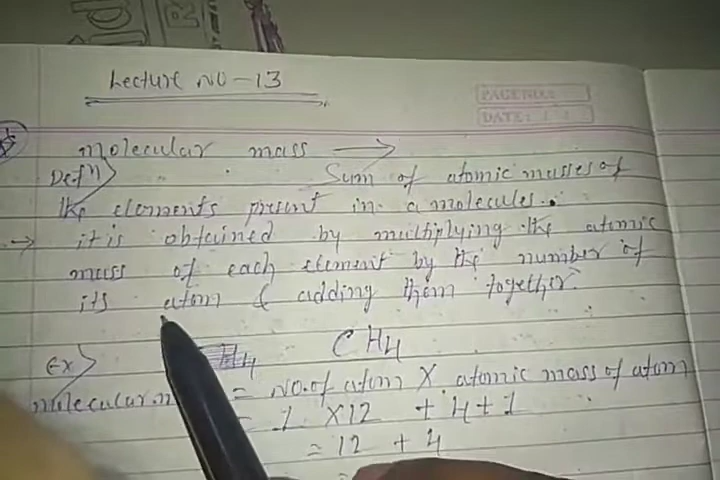 Lecture NO-13
PAGE NO.:
DATE: / /
molecular mass →
Defⁿ Sum of atomic masses of
the elements present in a molecules.
→ it is obtained by multiplying the atomic
mass of each element by the number of
its atom & adding them together.
Ex CH4
molecular = NO. of atom X atomic mass of atom
= 1 X12 + 4+1
= 12 + 4
=